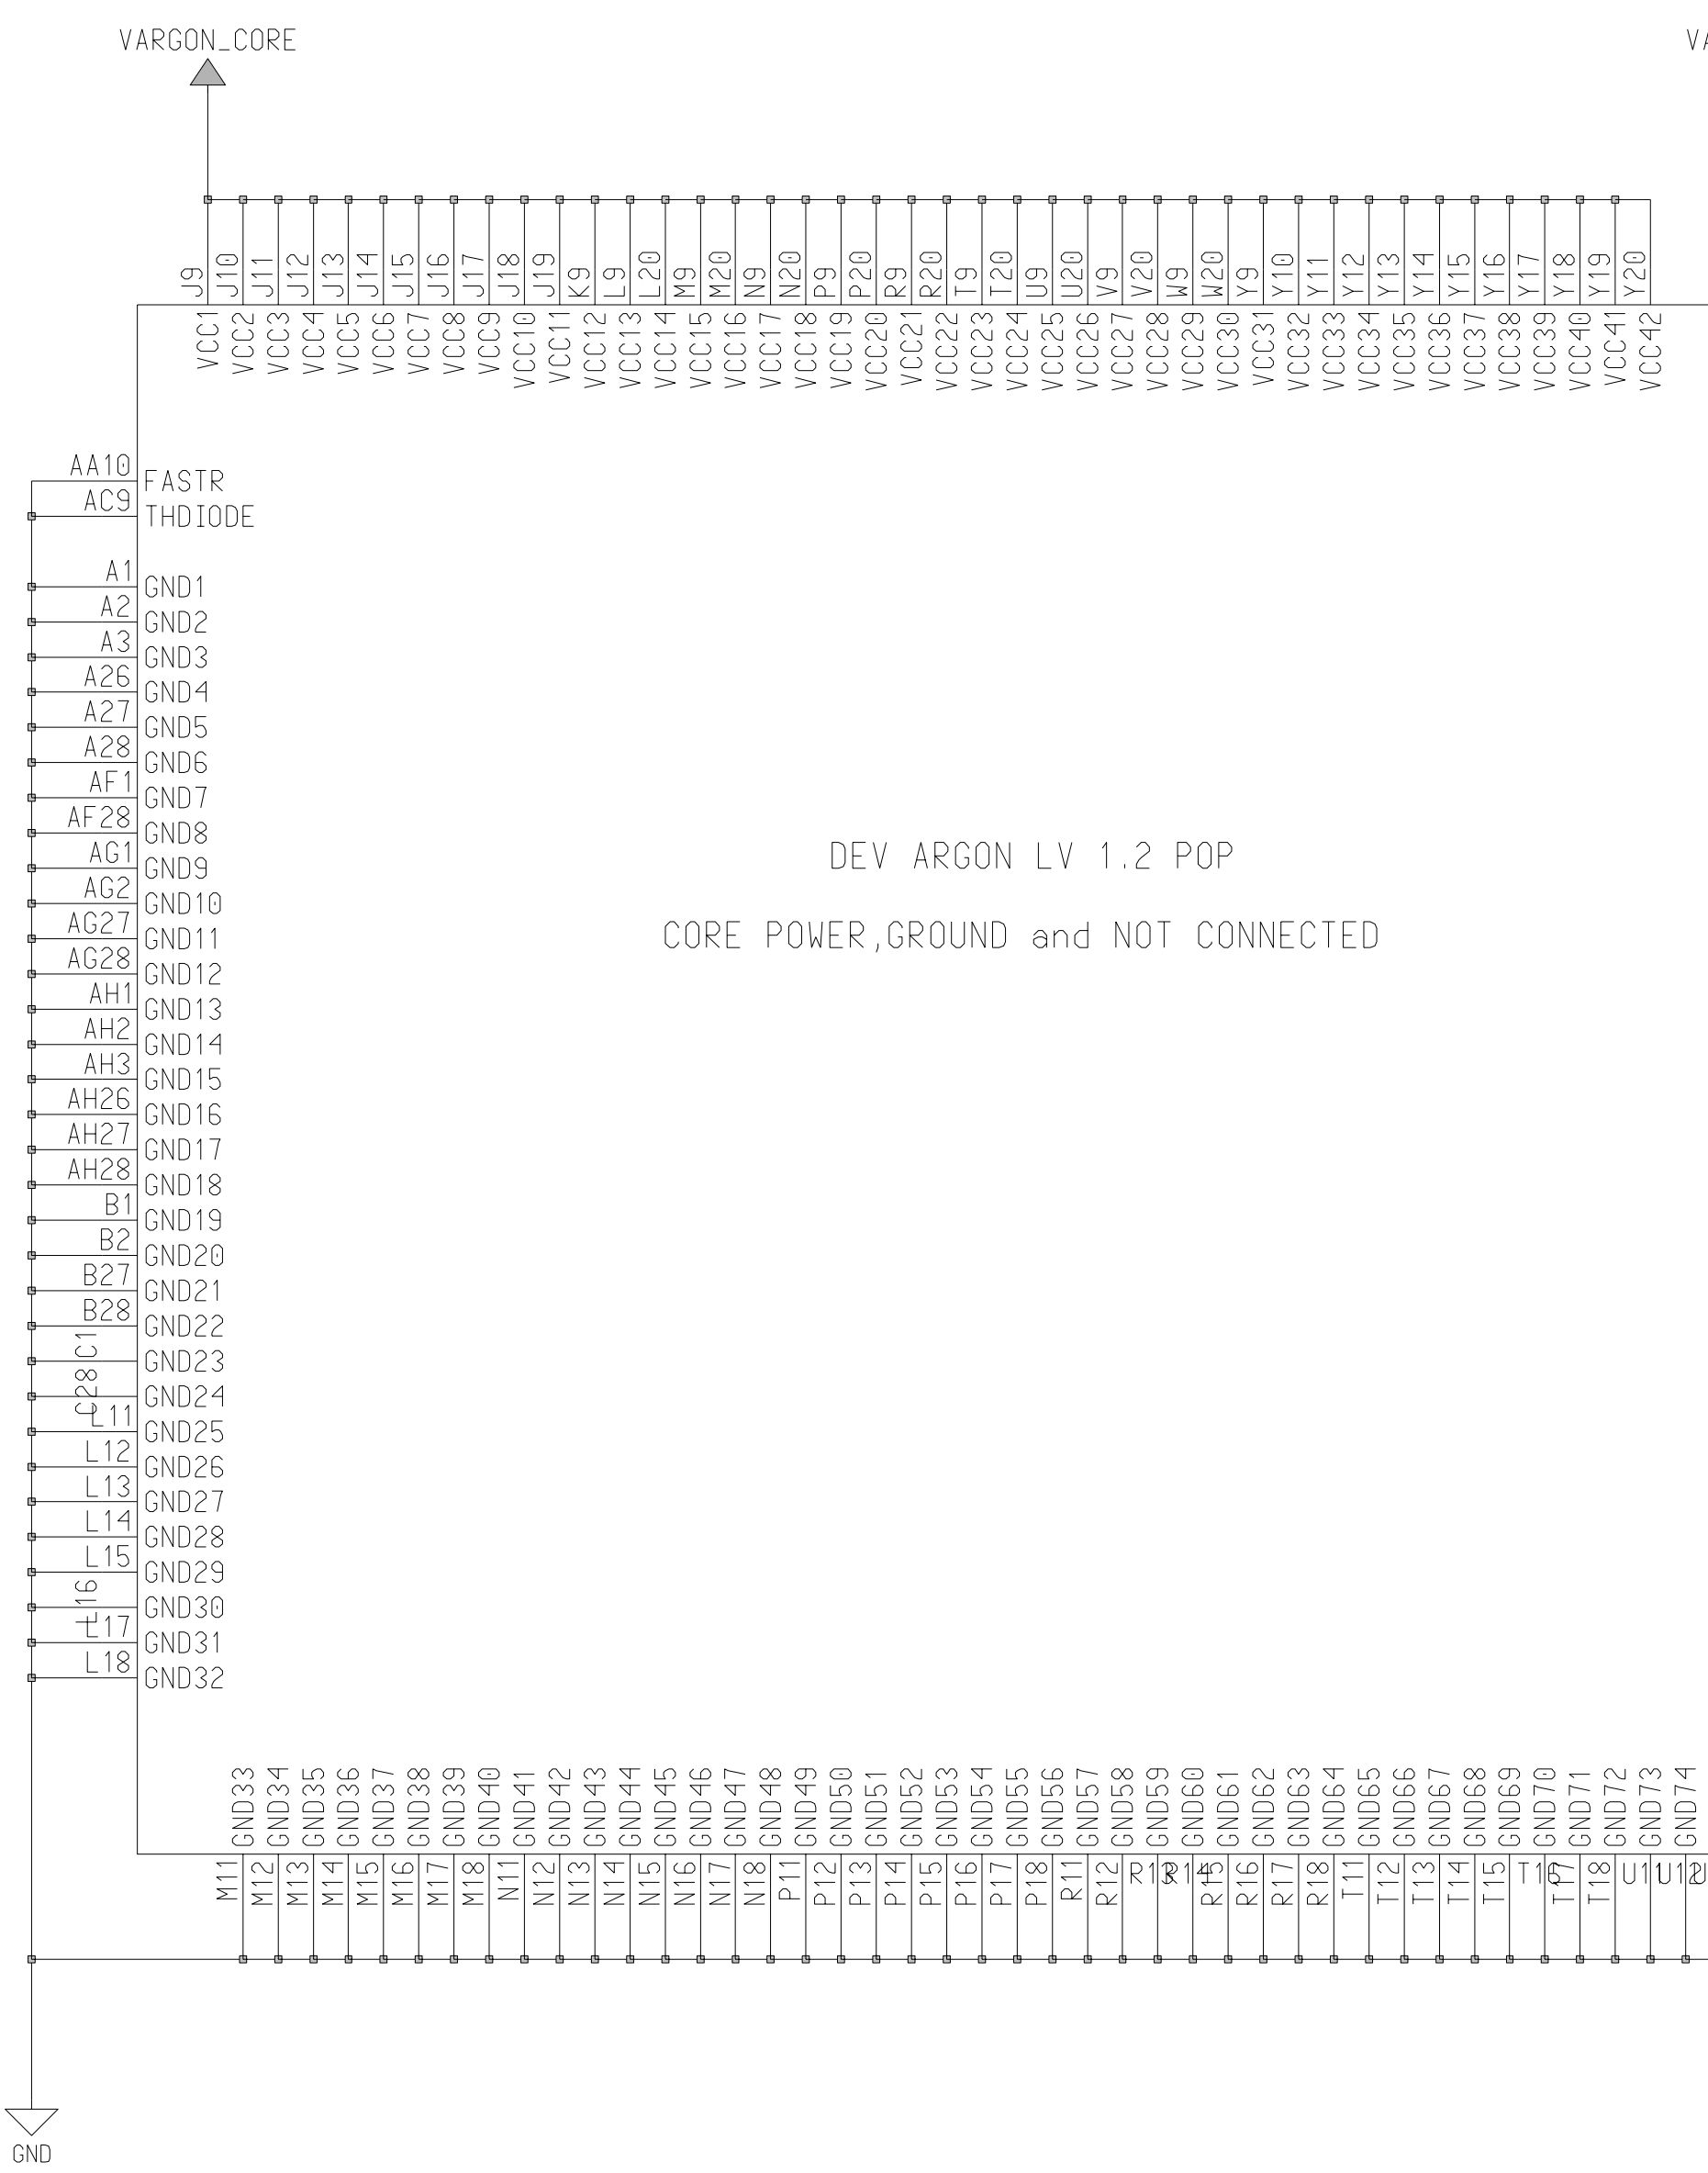 VARGON_CORE
VA
J9
J10
J11
J12
J13
J14
J15
J16
J17
J18
J19
K9
L9
L20
M9
M20
N9
N20
P9
P20
R9
R20
T9
T20
U9
U20
V9
V20
W9
W20
Y9
Y10
Y11
Y12
Y13
Y14
Y15
Y16
Y17
Y18
Y19
Y20
VCC1
VCC2
VCC3
VCC4
VCC5
VCC6
VCC7
VCC8
VCC9
VCC10
VCC11
VCC12
VCC13
VCC14
VCC15
VCC16
VCC17
VCC18
VCC19
VCC20
VCC21
VCC22
VCC23
VCC24
VCC25
VCC26
VCC27
VCC28
VCC29
VCC30
VCC31
VCC32
VCC33
VCC34
VCC35
VCC36
VCC37
VCC38
VCC39
VCC40
VCC41
VCC42
AA10 FASTR
AC9 THDIODE
A1 GND1
A2 GND2
A3 GND3
A26 GND4
A27 GND5
A28 GND6
AF1 GND7
AF28 GND8
AG1 GND9
AG2 GND10
AG27 GND11
AG28 GND12
AH1 GND13
AH2 GND14
AH3 GND15
AH26 GND16
AH27 GND17
AH28 GND18
B1 GND19
B2 GND20
B27 GND21
B28 GND22
C1 GND23
C28 GND24
L11 GND25
L12 GND26
L13 GND27
L14 GND28
L15 GND29
L16 GND30
L17 GND31
L18 GND32
DEV ARGON LV 1.2 POP
CORE POWER,GROUND and NOT CONNECTED
GND33
GND34
GND35
GND36
GND37
GND38
GND39
GND40
GND41
GND42
GND43
GND44
GND45
GND46
GND47
GND48
GND49
GND50
GND51
GND52
GND53
GND54
GND55
GND56
GND57
GND58
GND59
GND60
GND61
GND62
GND63
GND64
GND65
GND66
GND67
GND68
GND69
GND70
GND71
GND72
GND73
GND74
M11
M12
M13
M14
M15
M16
M17
M18
N11
N12
N13
N14
N15
N16
N17
N18
P11
P12
P13
P14
P15
P16
P17
P18
R11
R12
R13
R14
R15
R16
R17
R18
T11
T12
T13
T14
T15
T16
T17
T18
U11
U12
U
GND